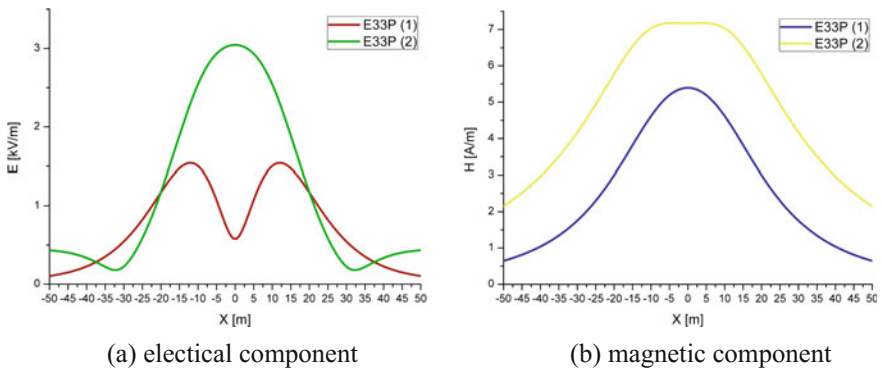 E33P (1)
E33P (2)
E [kV/m]
3
2
1
0
-50 -45 -40 -35 -30 -25 -20 -15 -10 -5 0 5 10 15 20 25 30 35 40 45 50
X [m]
(a) electical component
E33P (1)
E33P (2)
H [A/m]
7
6
5
4
3
2
1
0
-50 -45 -40 -35 -30 -25 -20 -15 -10 -5 0 5 10 15 20 25 30 35 40 45 50
X [m]
(b) magnetic component